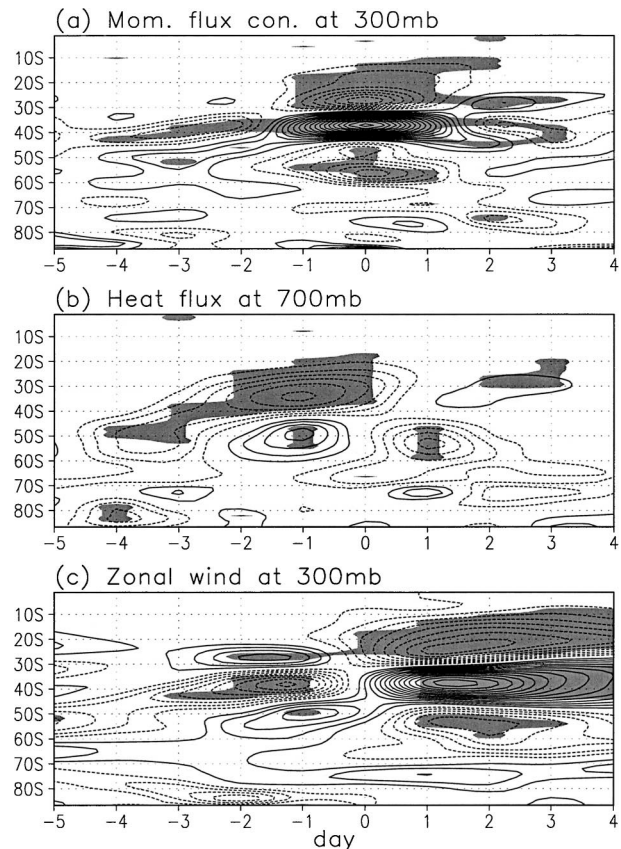 (a) Mom. flux con. at 300mb
10S
20S
30S
40S
50S
60S
70S
80S
-5 -4 -3 -2 -1 0 1 2 3 4
(b) Heat flux at 700mb
10S
20S
30S
40S
50S
60S
70S
80S
-5 -4 -3 -2 -1 0 1 2 3 4
(c) Zonal wind at 300mb
10S
20S
30S
40S
50S
60S
70S
80S
-5 -4 -3 -2 -1 0 1 2 3 4
day